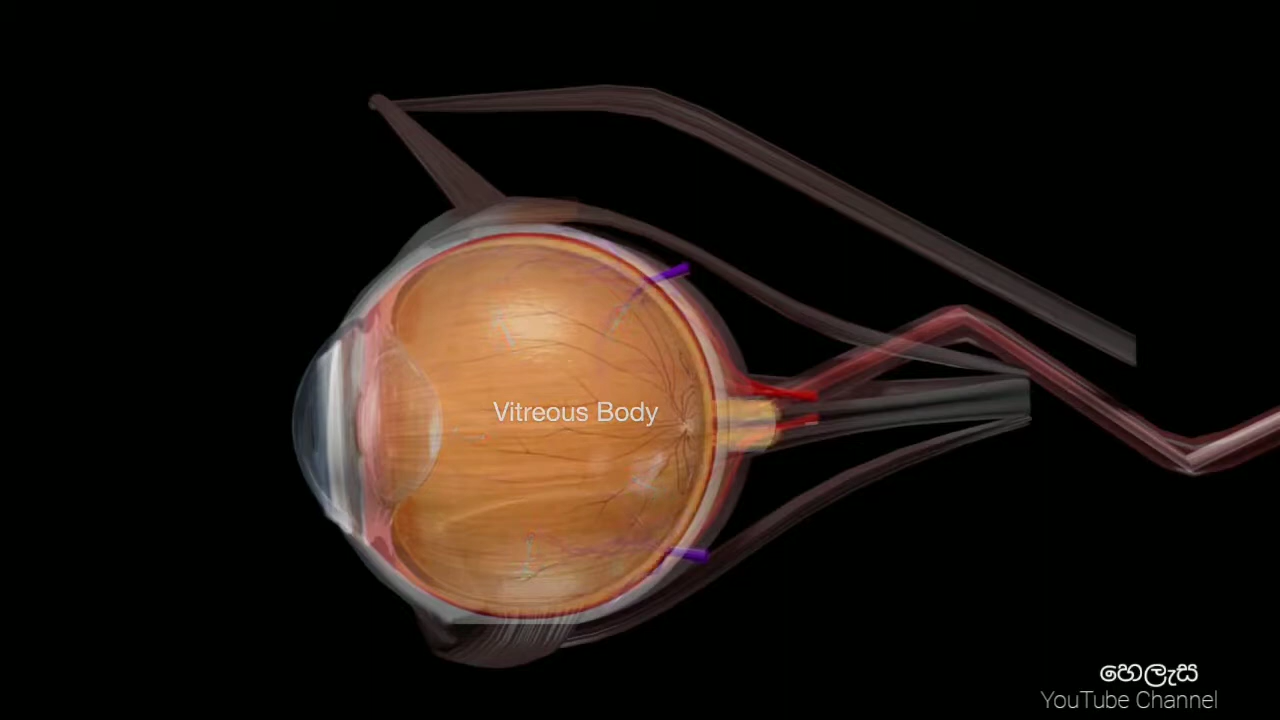 Vitreous Body
හෙලැස
YouTube Channel